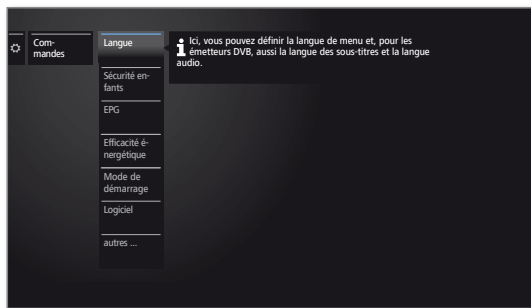 Com-
mandes
Langue
Sécurité en-
fants
EPG
Efficacité é-
nergétique
Mode de
démarrage
Logiciel
autres ...
Ici, vous pouvez définir la langue de menu et, pour les
émetteurs DVB, aussi la langue des sous-titres et la langue
audio.